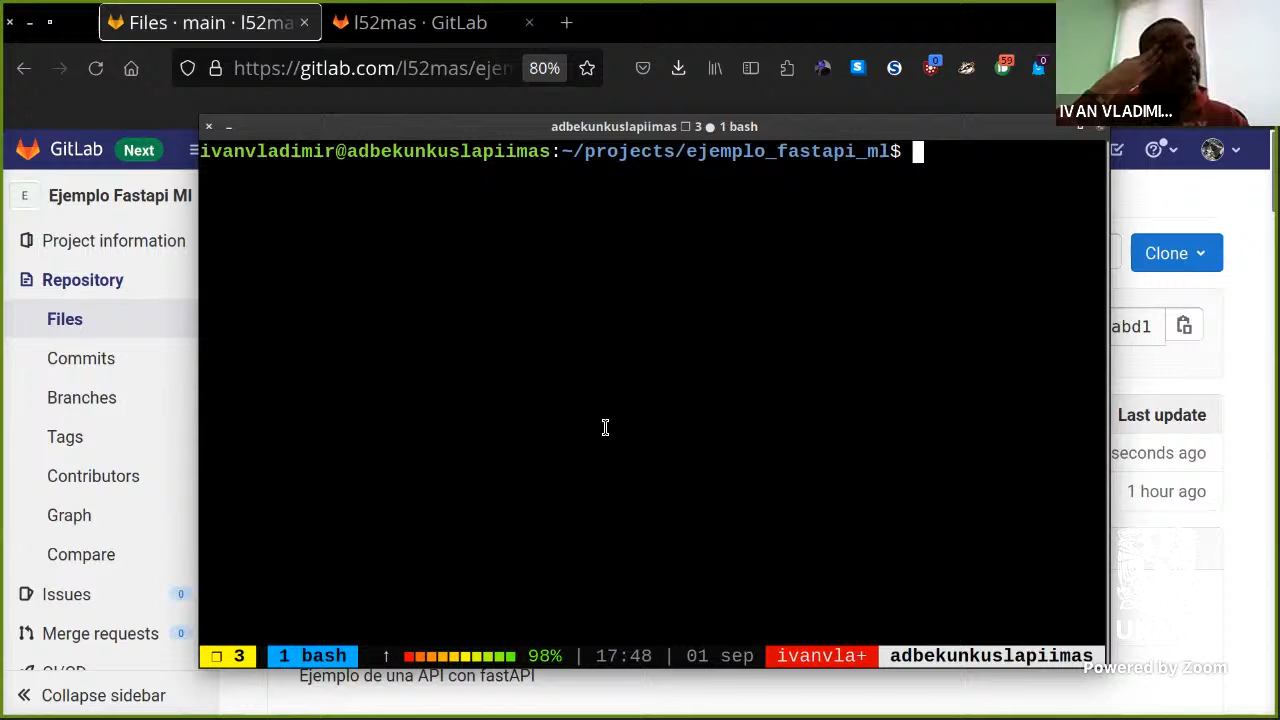 Files · main · l52ma
l52mas · GitLab
https://gitlab.com/l52mas/ejem
80%
0
59
0
IVAN VLADIMI...
adbekunkuslapiimas ❐ 3 ● 1 bash
GitLab
Next
ivanvladimir@adbekunkuslapiimas:~/projects/ejemplo_fastapi_ml$
E
Ejemplo Fastapi Ml
Project information
Repository
Clone
Files
abd1
Commits
Branches
Last update
Tags
seconds ago
Contributors
1 hour ago
Graph
Compare
Issues
0
Merge requests
0
❐ 3
1 bash
↑
98% | 17:48 | 01 sep
ivanvla+
adbekunkuslapiimas
Powered by Zoom
Ejemplo de una API con fastAPI
Collapse sidebar